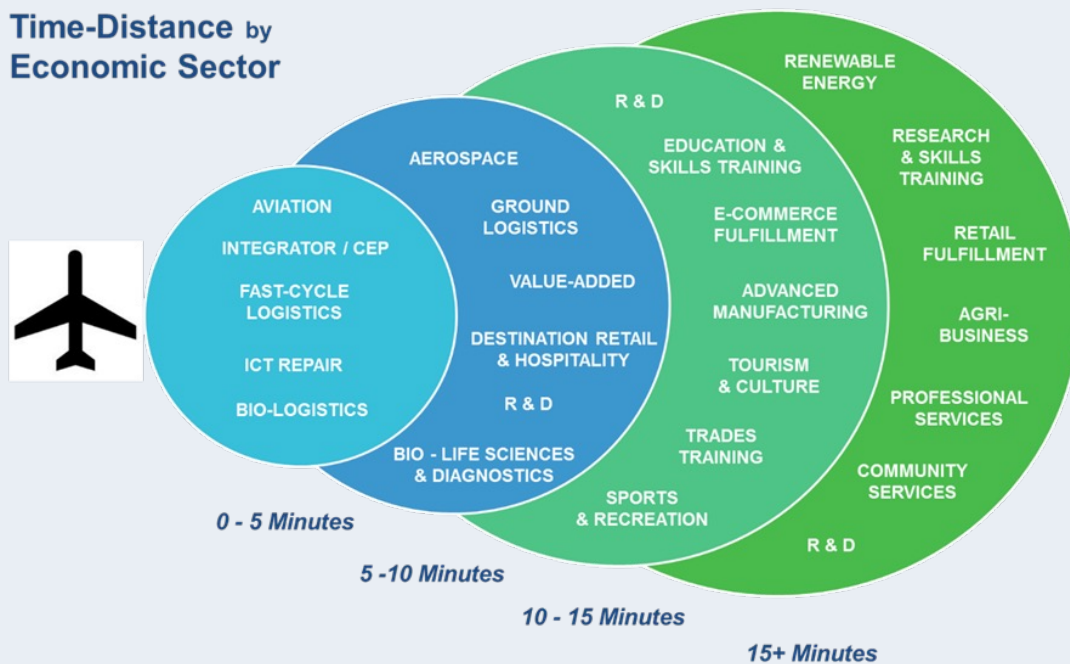 Time-Distance by
Economic Sector
AVIATION
INTEGRATOR / CEP
FAST-CYCLE
LOGISTICS
ICT REPAIR
BIO-LOGISTICS
0 - 5 Minutes
AEROSPACE
GROUND
LOGISTICS
VALUE-ADDED
DESTINATION RETAIL
& HOSPITALITY
R & D
BIO - LIFE SCIENCES
& DIAGNOSTICS
5 -10 Minutes
R & D
EDUCATION &
SKILLS TRAINING
E-COMMERCE
FULFILLMENT
ADVANCED
MANUFACTURING
TOURISM
& CULTURE
TRADES
TRAINING
SPORTS
& RECREATION
10 - 15 Minutes
RENEWABLE
ENERGY
RESEARCH
& SKILLS
TRAINING
RETAIL
FULFILLMENT
AGRI-
BUSINESS
PROFESSIONAL
SERVICES
COMMUNITY
SERVICES
R & D
15+ Minutes